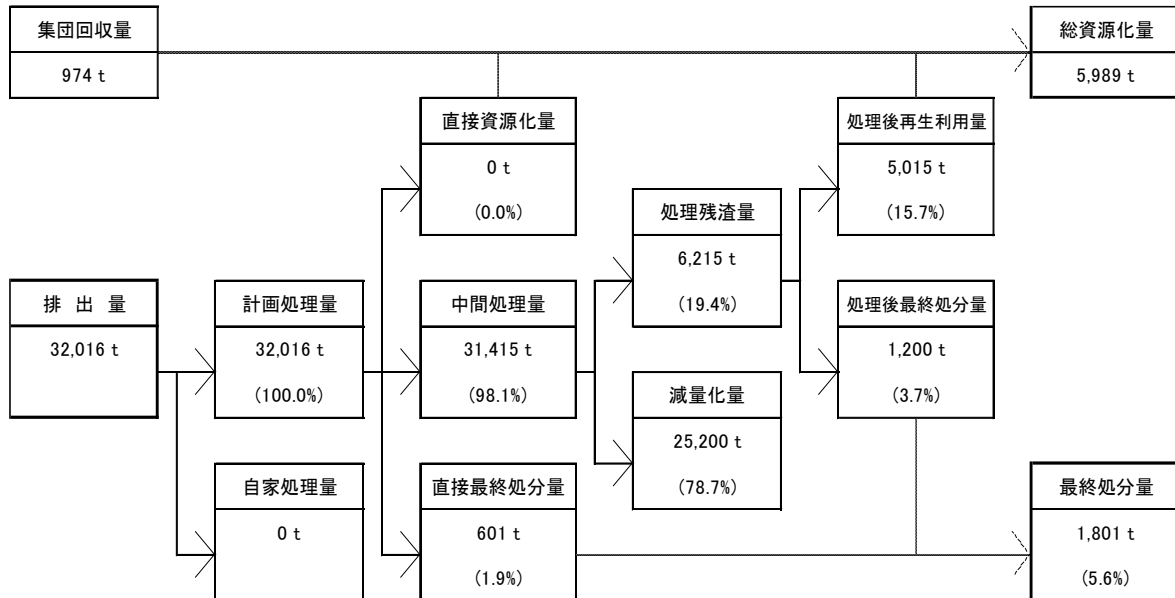 集団回収量
974 t
総資源化量
5,989 t
直接資源化量
0 t
(0.0%)
処理後再生利用量
5,015 t
(15.7%)
処理残渣量
6,215 t
(19.4%)
排 出 量
32,016 t
計画処理量
32,016 t
(100.0%)
中間処理量
31,415 t
(98.1%)
処理後最終処分量
1,200 t
(3.7%)
減量化量
25,200 t
(78.7%)
自家処理量
0 t
直接最終処分量
601 t
(1.9%)
最終処分量
1,801 t
(5.6%)